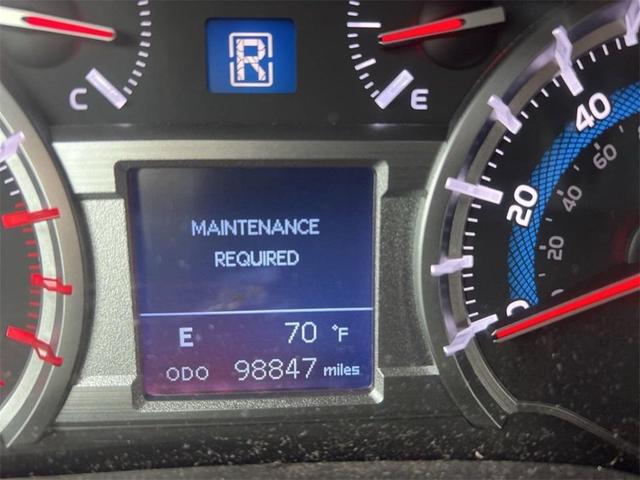 R
C
E
40
60
20
40
20
0
MAINTENANCE
REQUIRED
E 70 °F
ODO 98847 miles